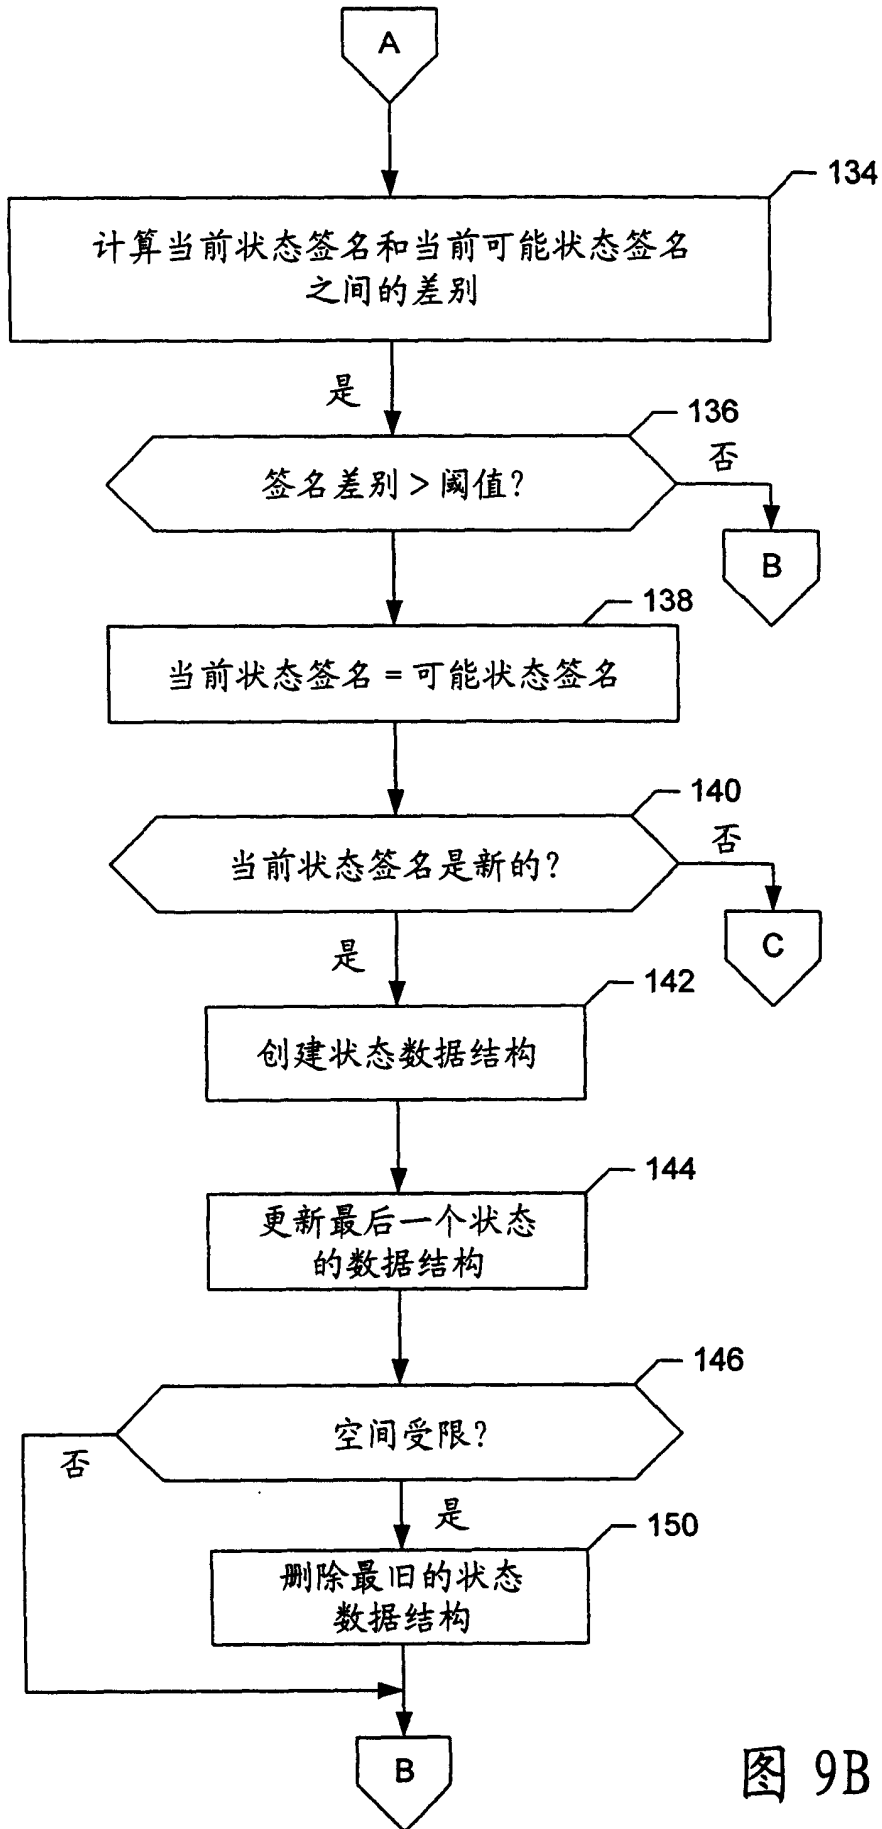 A
134
计算当前状态签名和当前可能状态签名
之间的差别
是
136
签名差别 > 阈值?
否
B
138
当前状态签名 = 可能状态签名
140
当前状态签名是新的?
否
C
是
142
创建状态数据结构
144
更新最后一个状态
的数据结构
146
空间受限?
否
是
150
删除最旧的状态
数据结构
B
图 9B